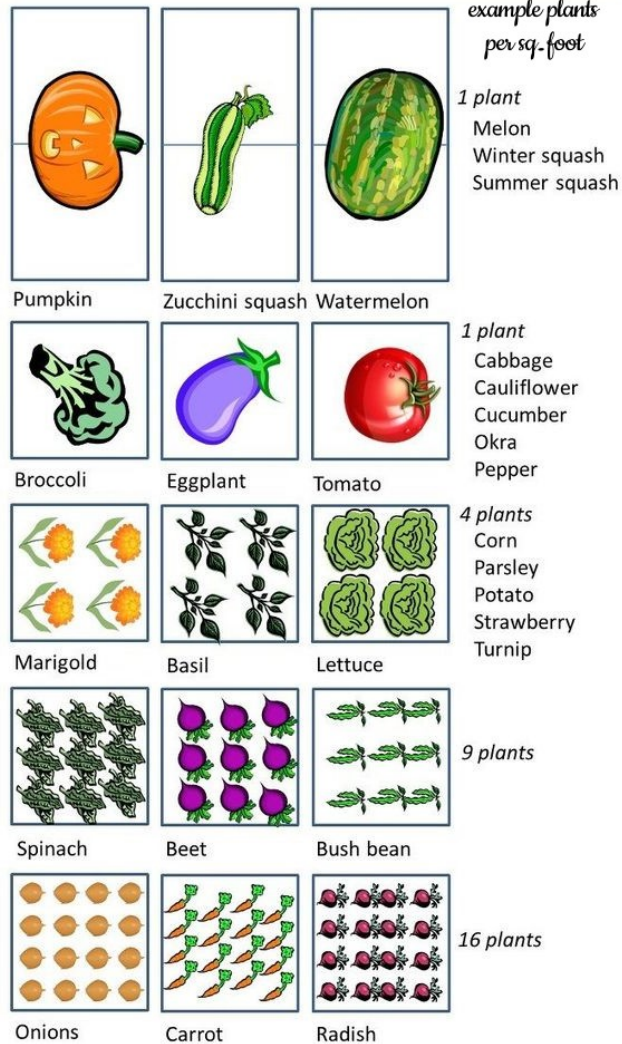 example plants
per sq. foot
1 plant
Melon
Winter squash
Summer squash
Pumpkin
Zucchini squash
Watermelon
1 plant
Cabbage
Cauliflower
Cucumber
Okra
Pepper
Broccoli
Eggplant
Tomato
4 plants
Corn
Parsley
Potato
Strawberry
Turnip
Marigold
Basil
Lettuce
9 plants
Spinach
Beet
Bush bean
16 plants
Onions
Carrot
Radish